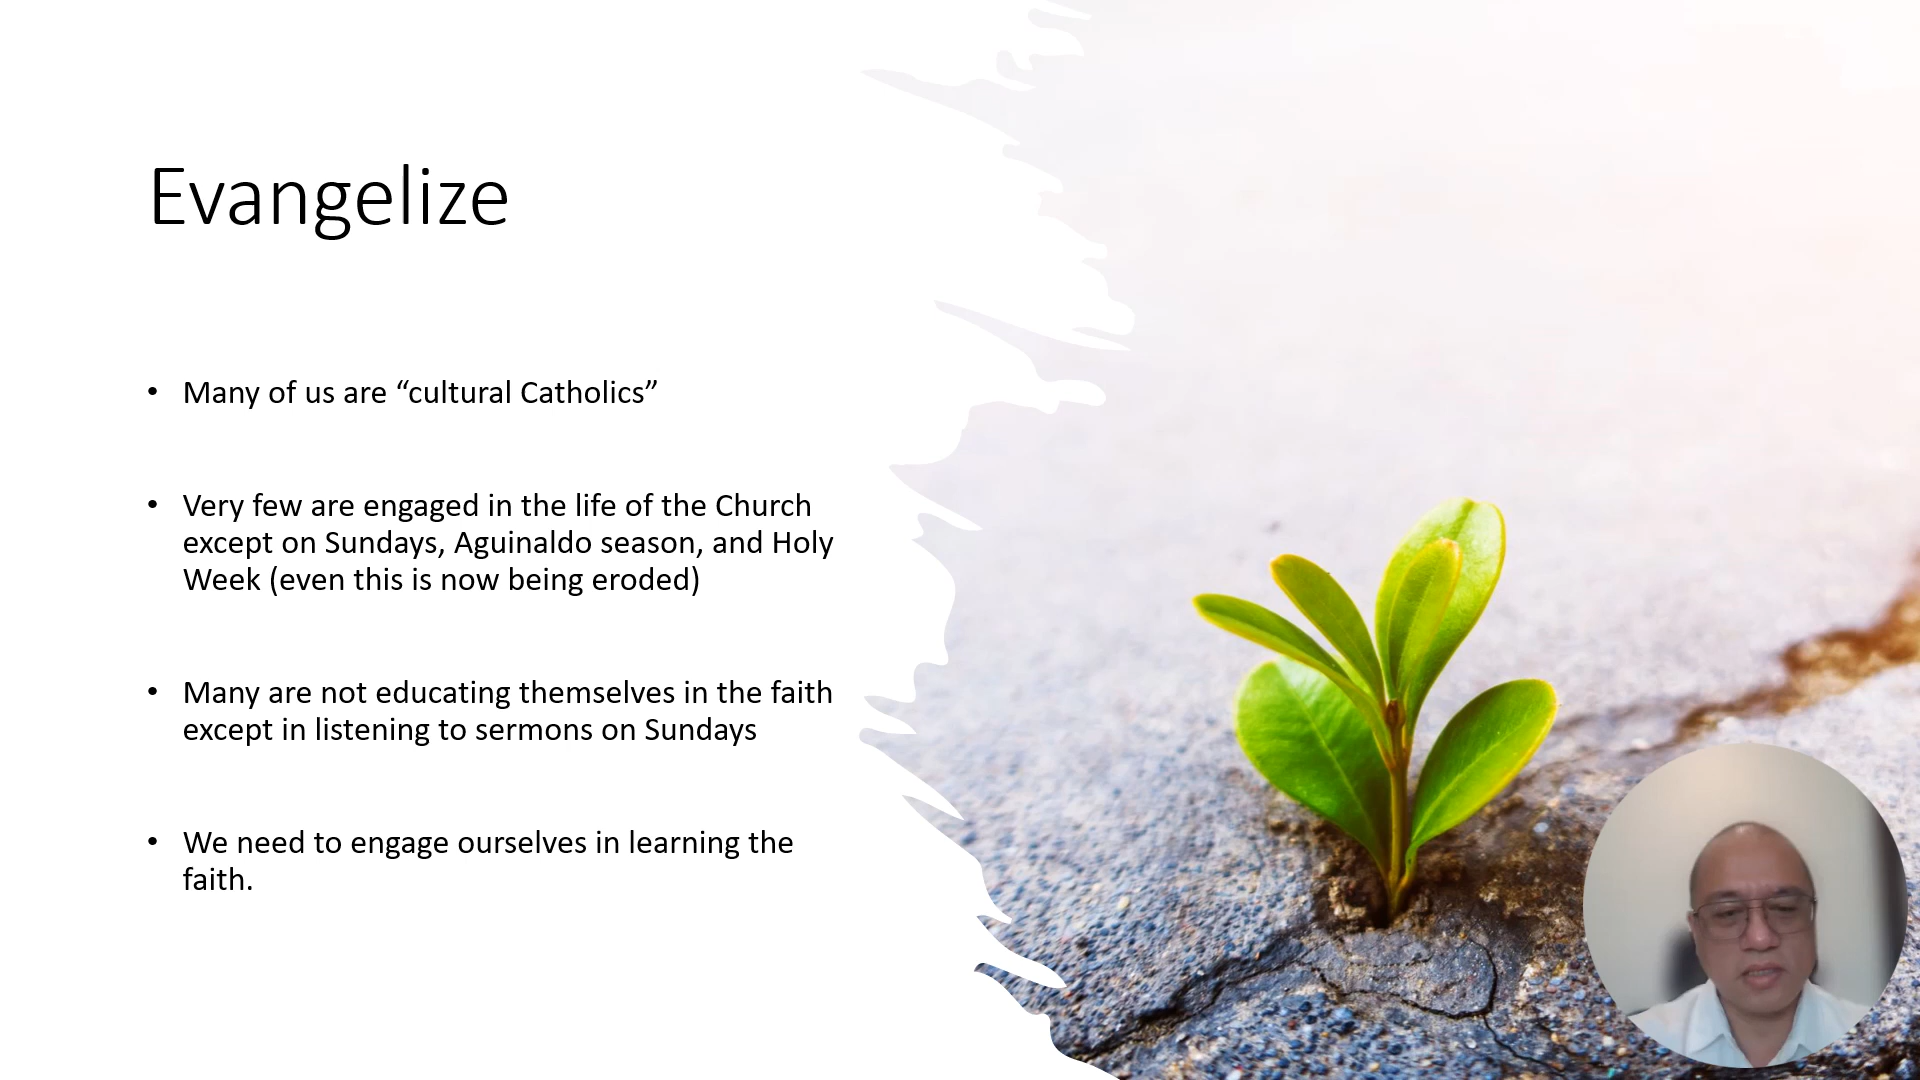 Evangelize
• Many of us are “cultural Catholics”
• Very few are engaged in the life of the Church
except on Sundays, Aguinaldo season, and Holy
Week (even this is now being eroded)
• Many are not educating themselves in the faith
except in listening to sermons on Sundays
• We need to engage ourselves in learning the
faith.